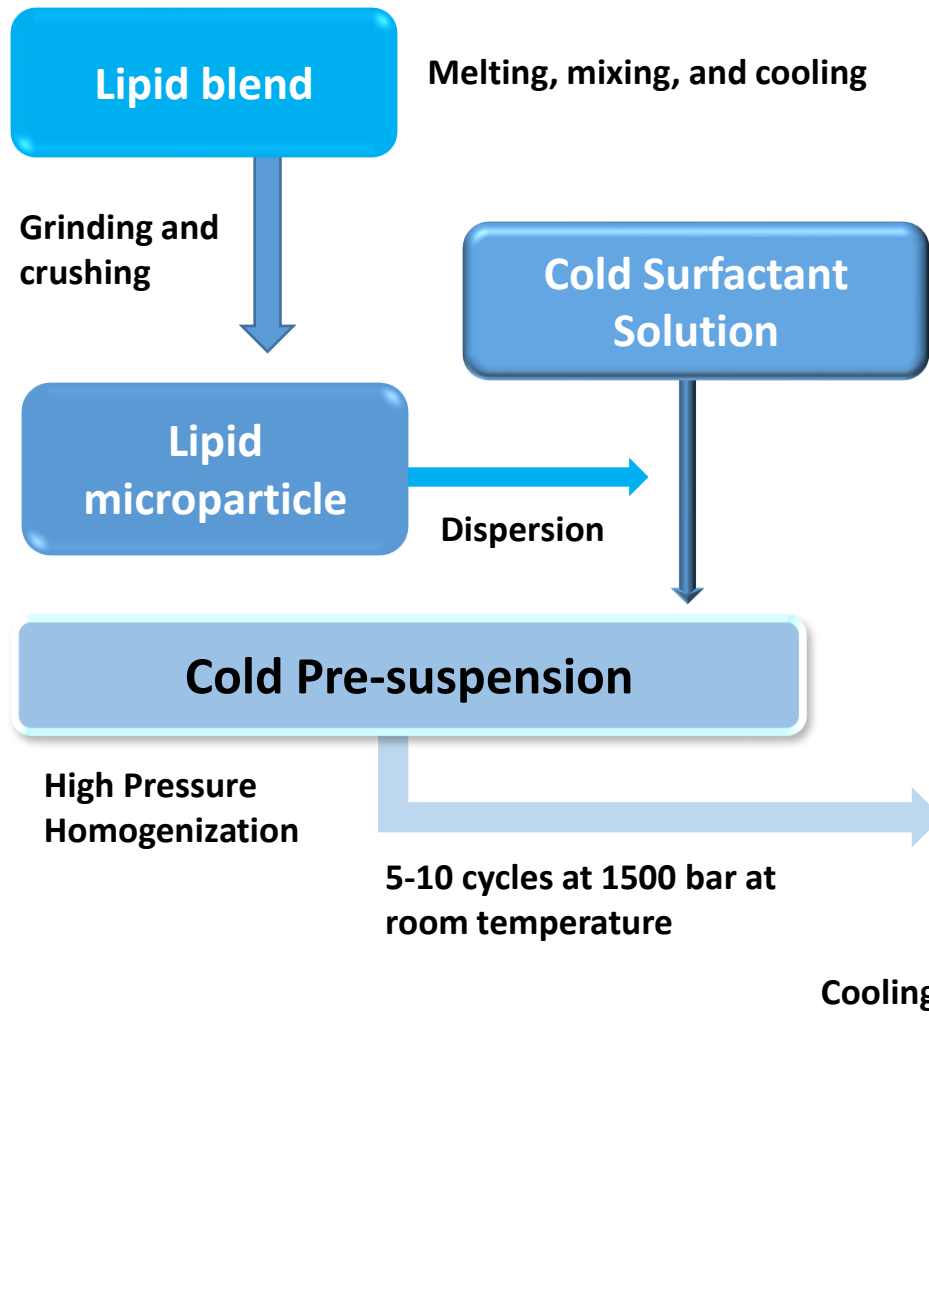 Lipid blend
Melting, mixing, and cooling
Grinding and
crushing
Cold Surfactant
Solution
Lipid
microparticle
Dispersion
Cold Pre-suspension
High Pressure
Homogenization
5-10 cycles at 1500 bar at
room temperature
Cooling